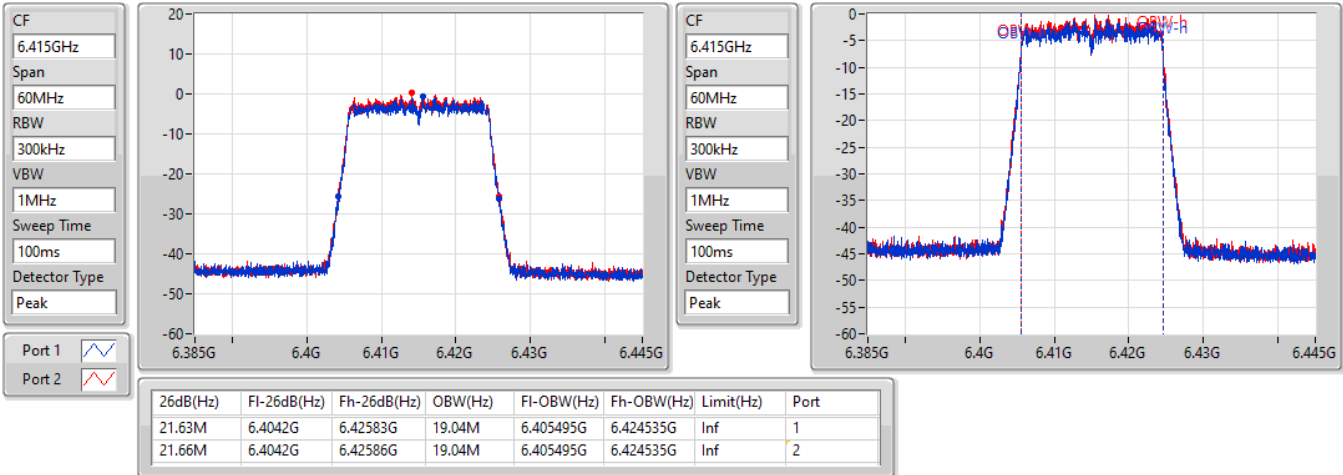 CF
6.415GHz
Span
60MHz
RBW
300kHz
VBW
1MHz
Sweep Time
100ms
Detector Type
Peak
Port 1
Port 2
20
10
0
-10
-20
-30
-40
-50
-60
6.385G 6.4G 6.41G 6.42G 6.43G 6.445G
CF
6.415GHz
Span
60MHz
RBW
300kHz
VBW
1MHz
Sweep Time
100ms
Detector Type
Peak
0
-5
-10
-15
-20
-25
-30
-35
-40
-45
-50
-55
-60
OBW-h
6.385G 6.4G 6.41G 6.42G 6.43G 6.445G
26dB(Hz) Fl-26dB(Hz) Fh-26dB(Hz) OBW(Hz) Fl-OBW(Hz) Fh-OBW(Hz) Limit(Hz) Port
21.63M 6.4042G 6.42583G 19.04M 6.405495G 6.424535G Inf 1
21.66M 6.4042G 6.42586G 19.04M 6.405495G 6.424535G Inf 2